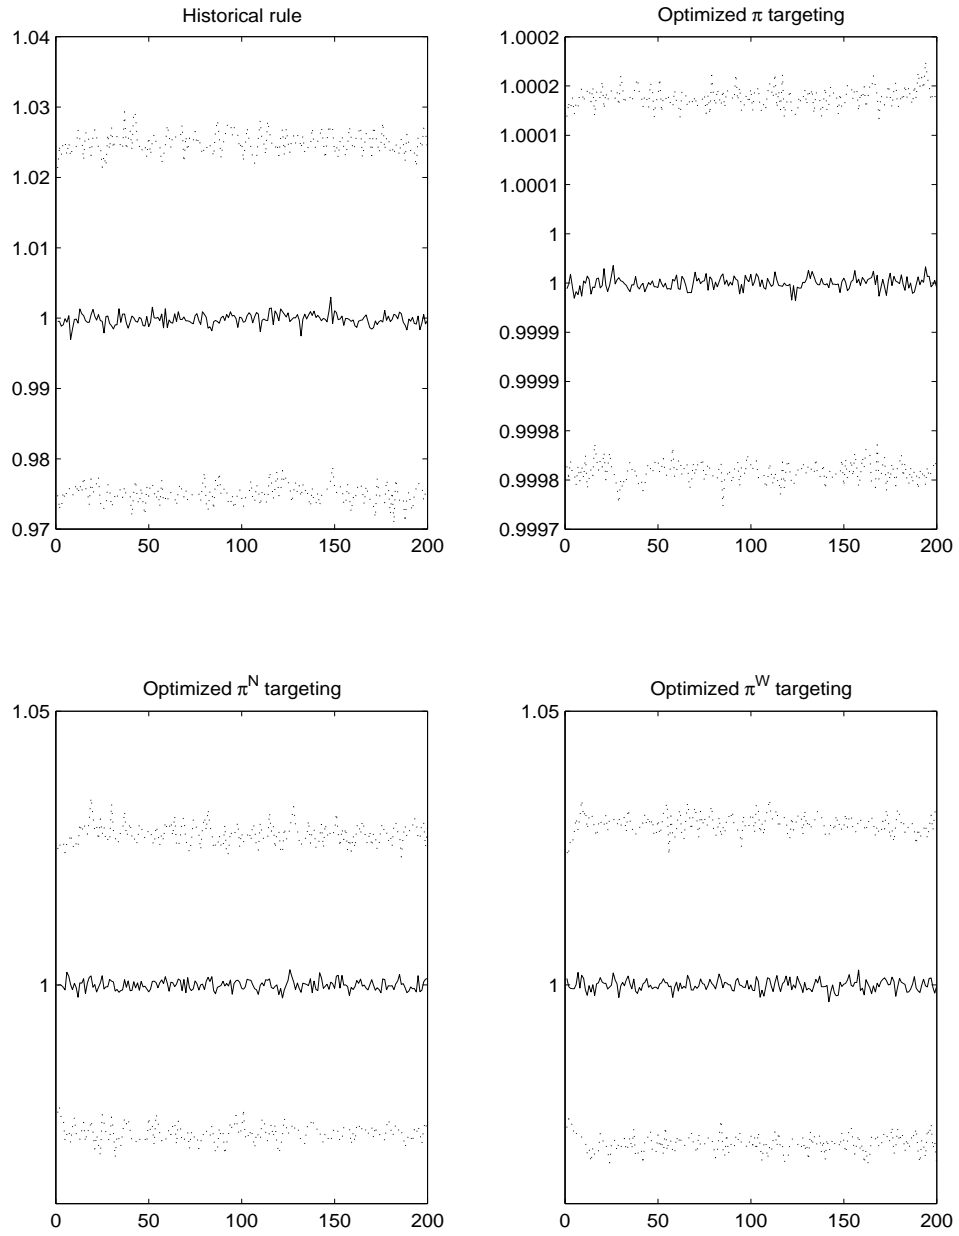 Historical rule
1.04
1.03
1.02
1.01
1
0.99
0.98
0.97
0 50 100 150 200
Optimized π targeting
1.0002
1.0002
1.0001
1.0001
1
1
0.9999
0.9999
0.9998
0.9998
0.9997
0 50 100 150 200
Optimized π^N targeting
1.05
1
0 50 100 150 200
Optimized π^W targeting
1.05
1
0 50 100 150 200